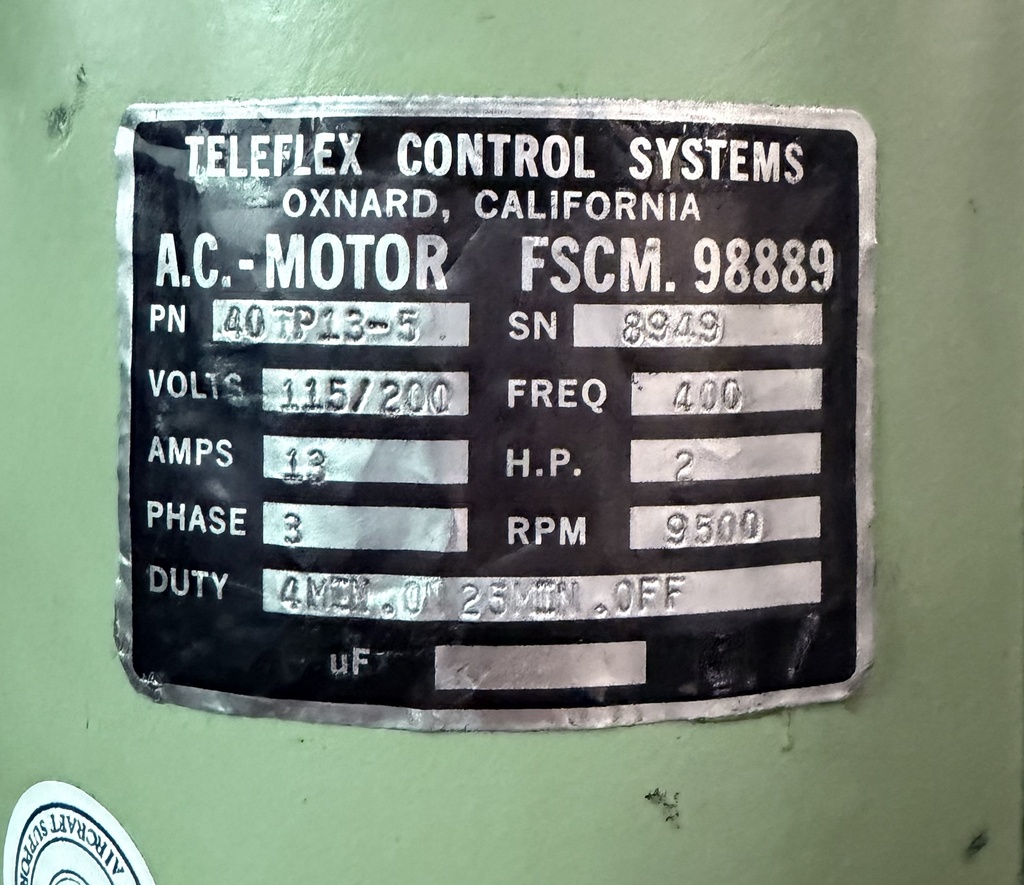 TELEFLEX CONTROL SYSTEMS
OXNARD, CALIFORNIA
A.C.-MOTOR FSCM. 98889
PN 40TP13-5 SN 8949
VOLTS 115/200 FREQ 400
AMPS 13 H.P. 2
PHASE 3 RPM 9500
DUTY 4MIN.ON 25MIN.OFF
uF
AIRCRAFT